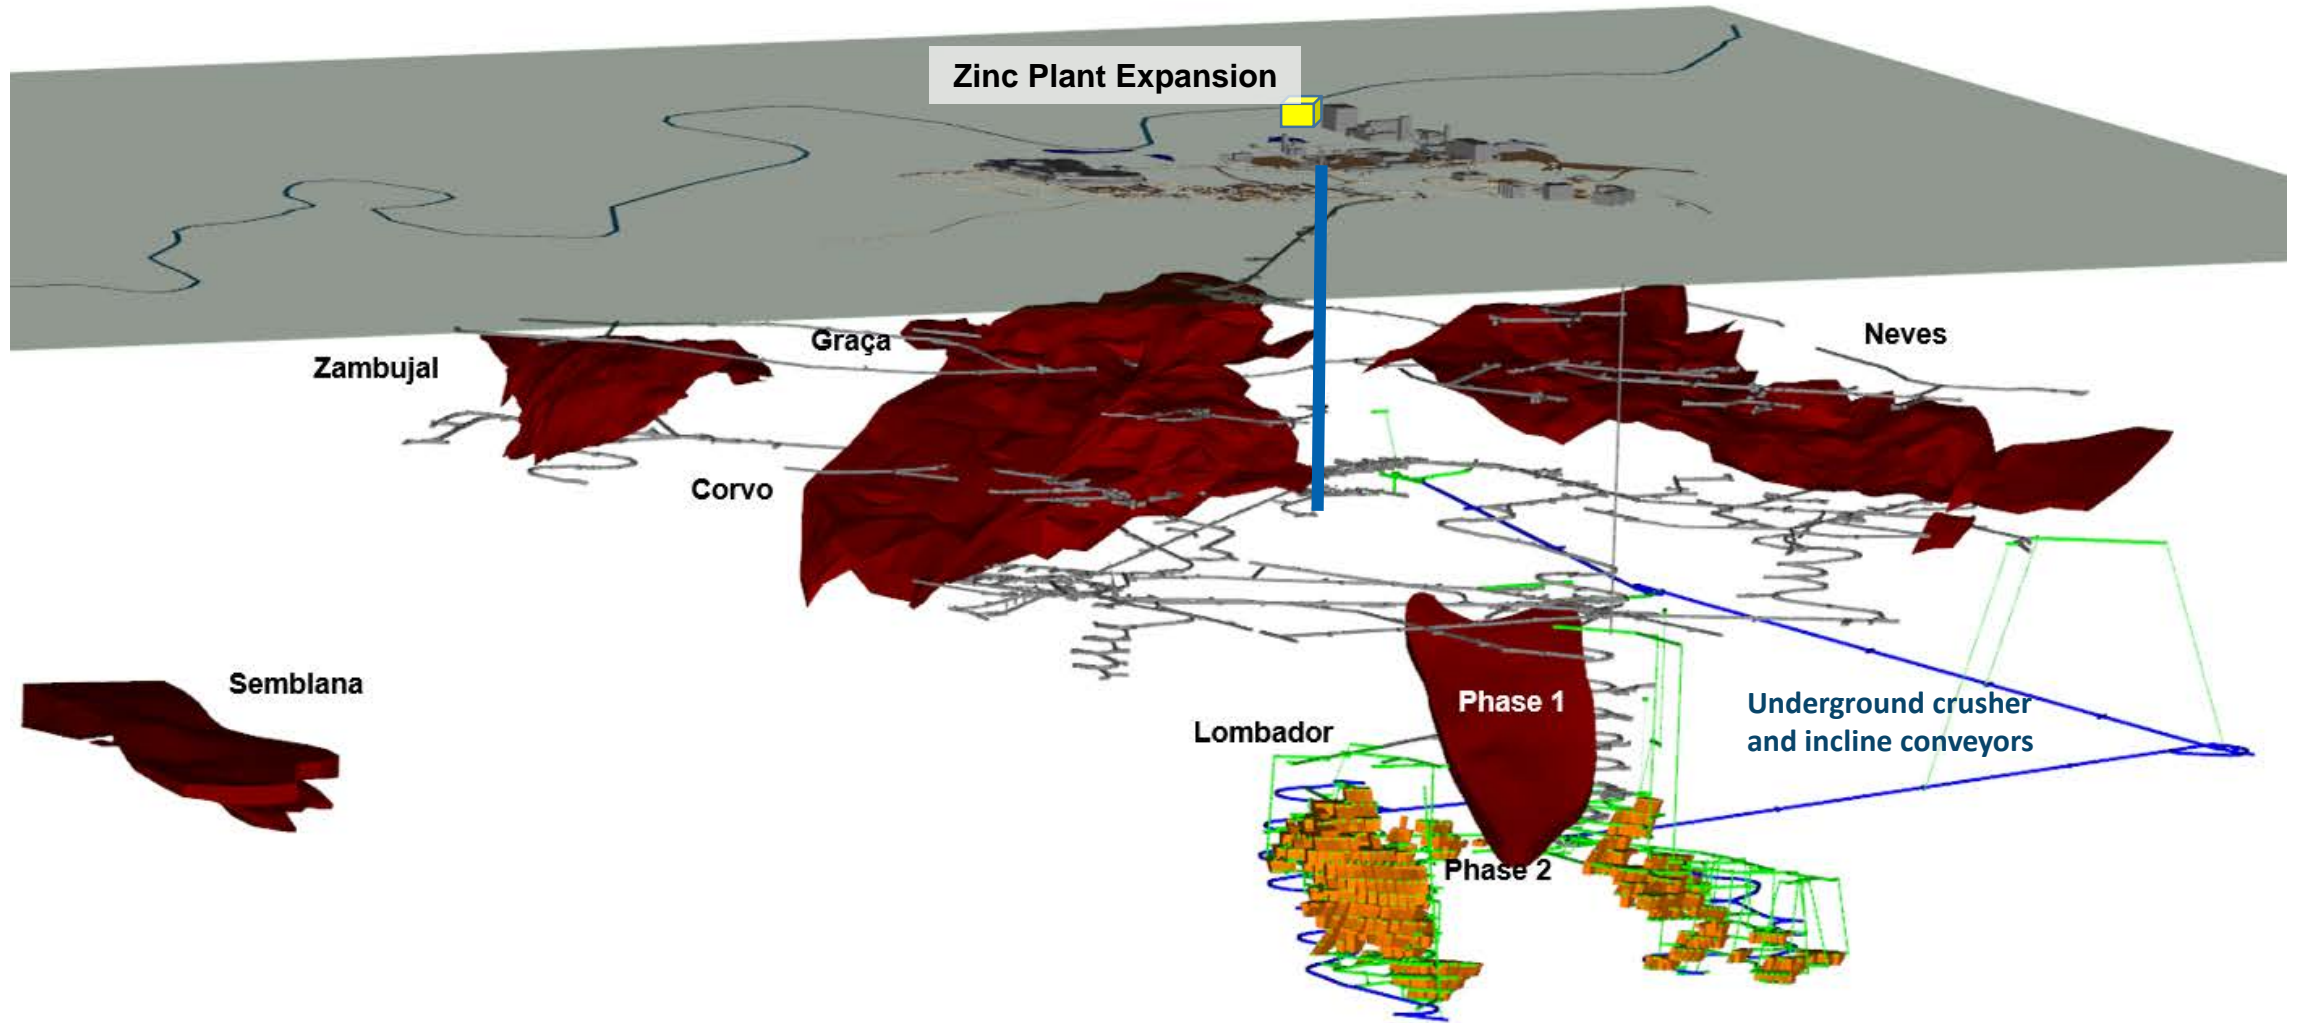 Zinc Plant Expansion
Neves
Graça
Zambujal
Corvo
Semblana
Phase 1
Underground crusher
and incline conveyors
Lombador
Phase 2